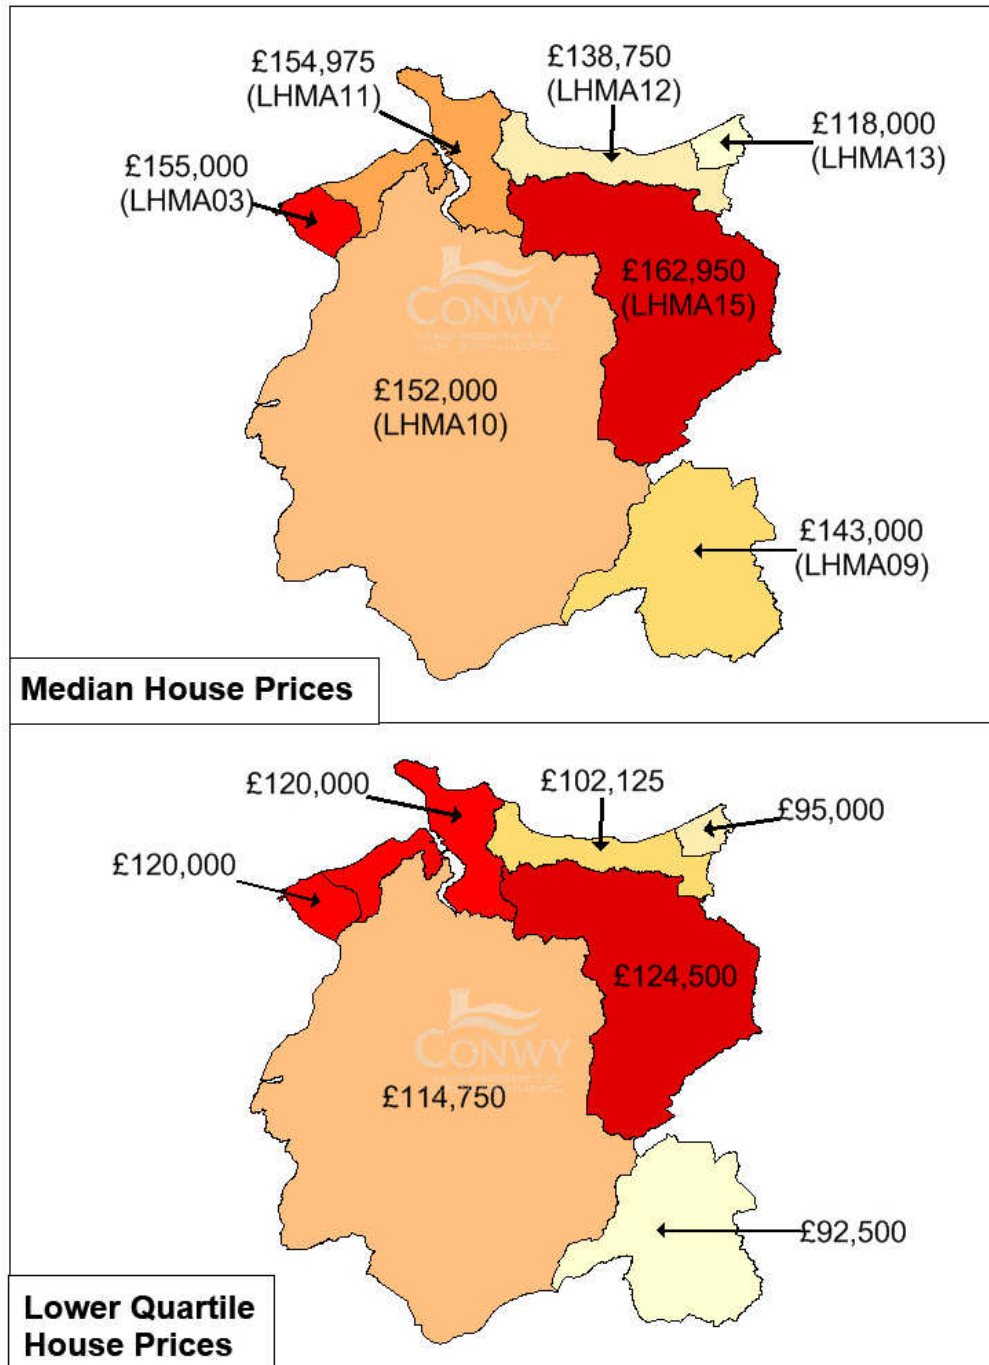 £154,975
(LHMA11)
£138,750
(LHMA12)
£118,000
(LHMA13)
£155,000
(LHMA03)
£162,950
(LHMA15)
CONWY
£152,000
(LHMA10)
£143,000
(LHMA09)
Median House Prices
£120,000
£102,125
£95,000
£120,000
£124,500
CONWY
£114,750
£92,500
Lower Quartile
House Prices